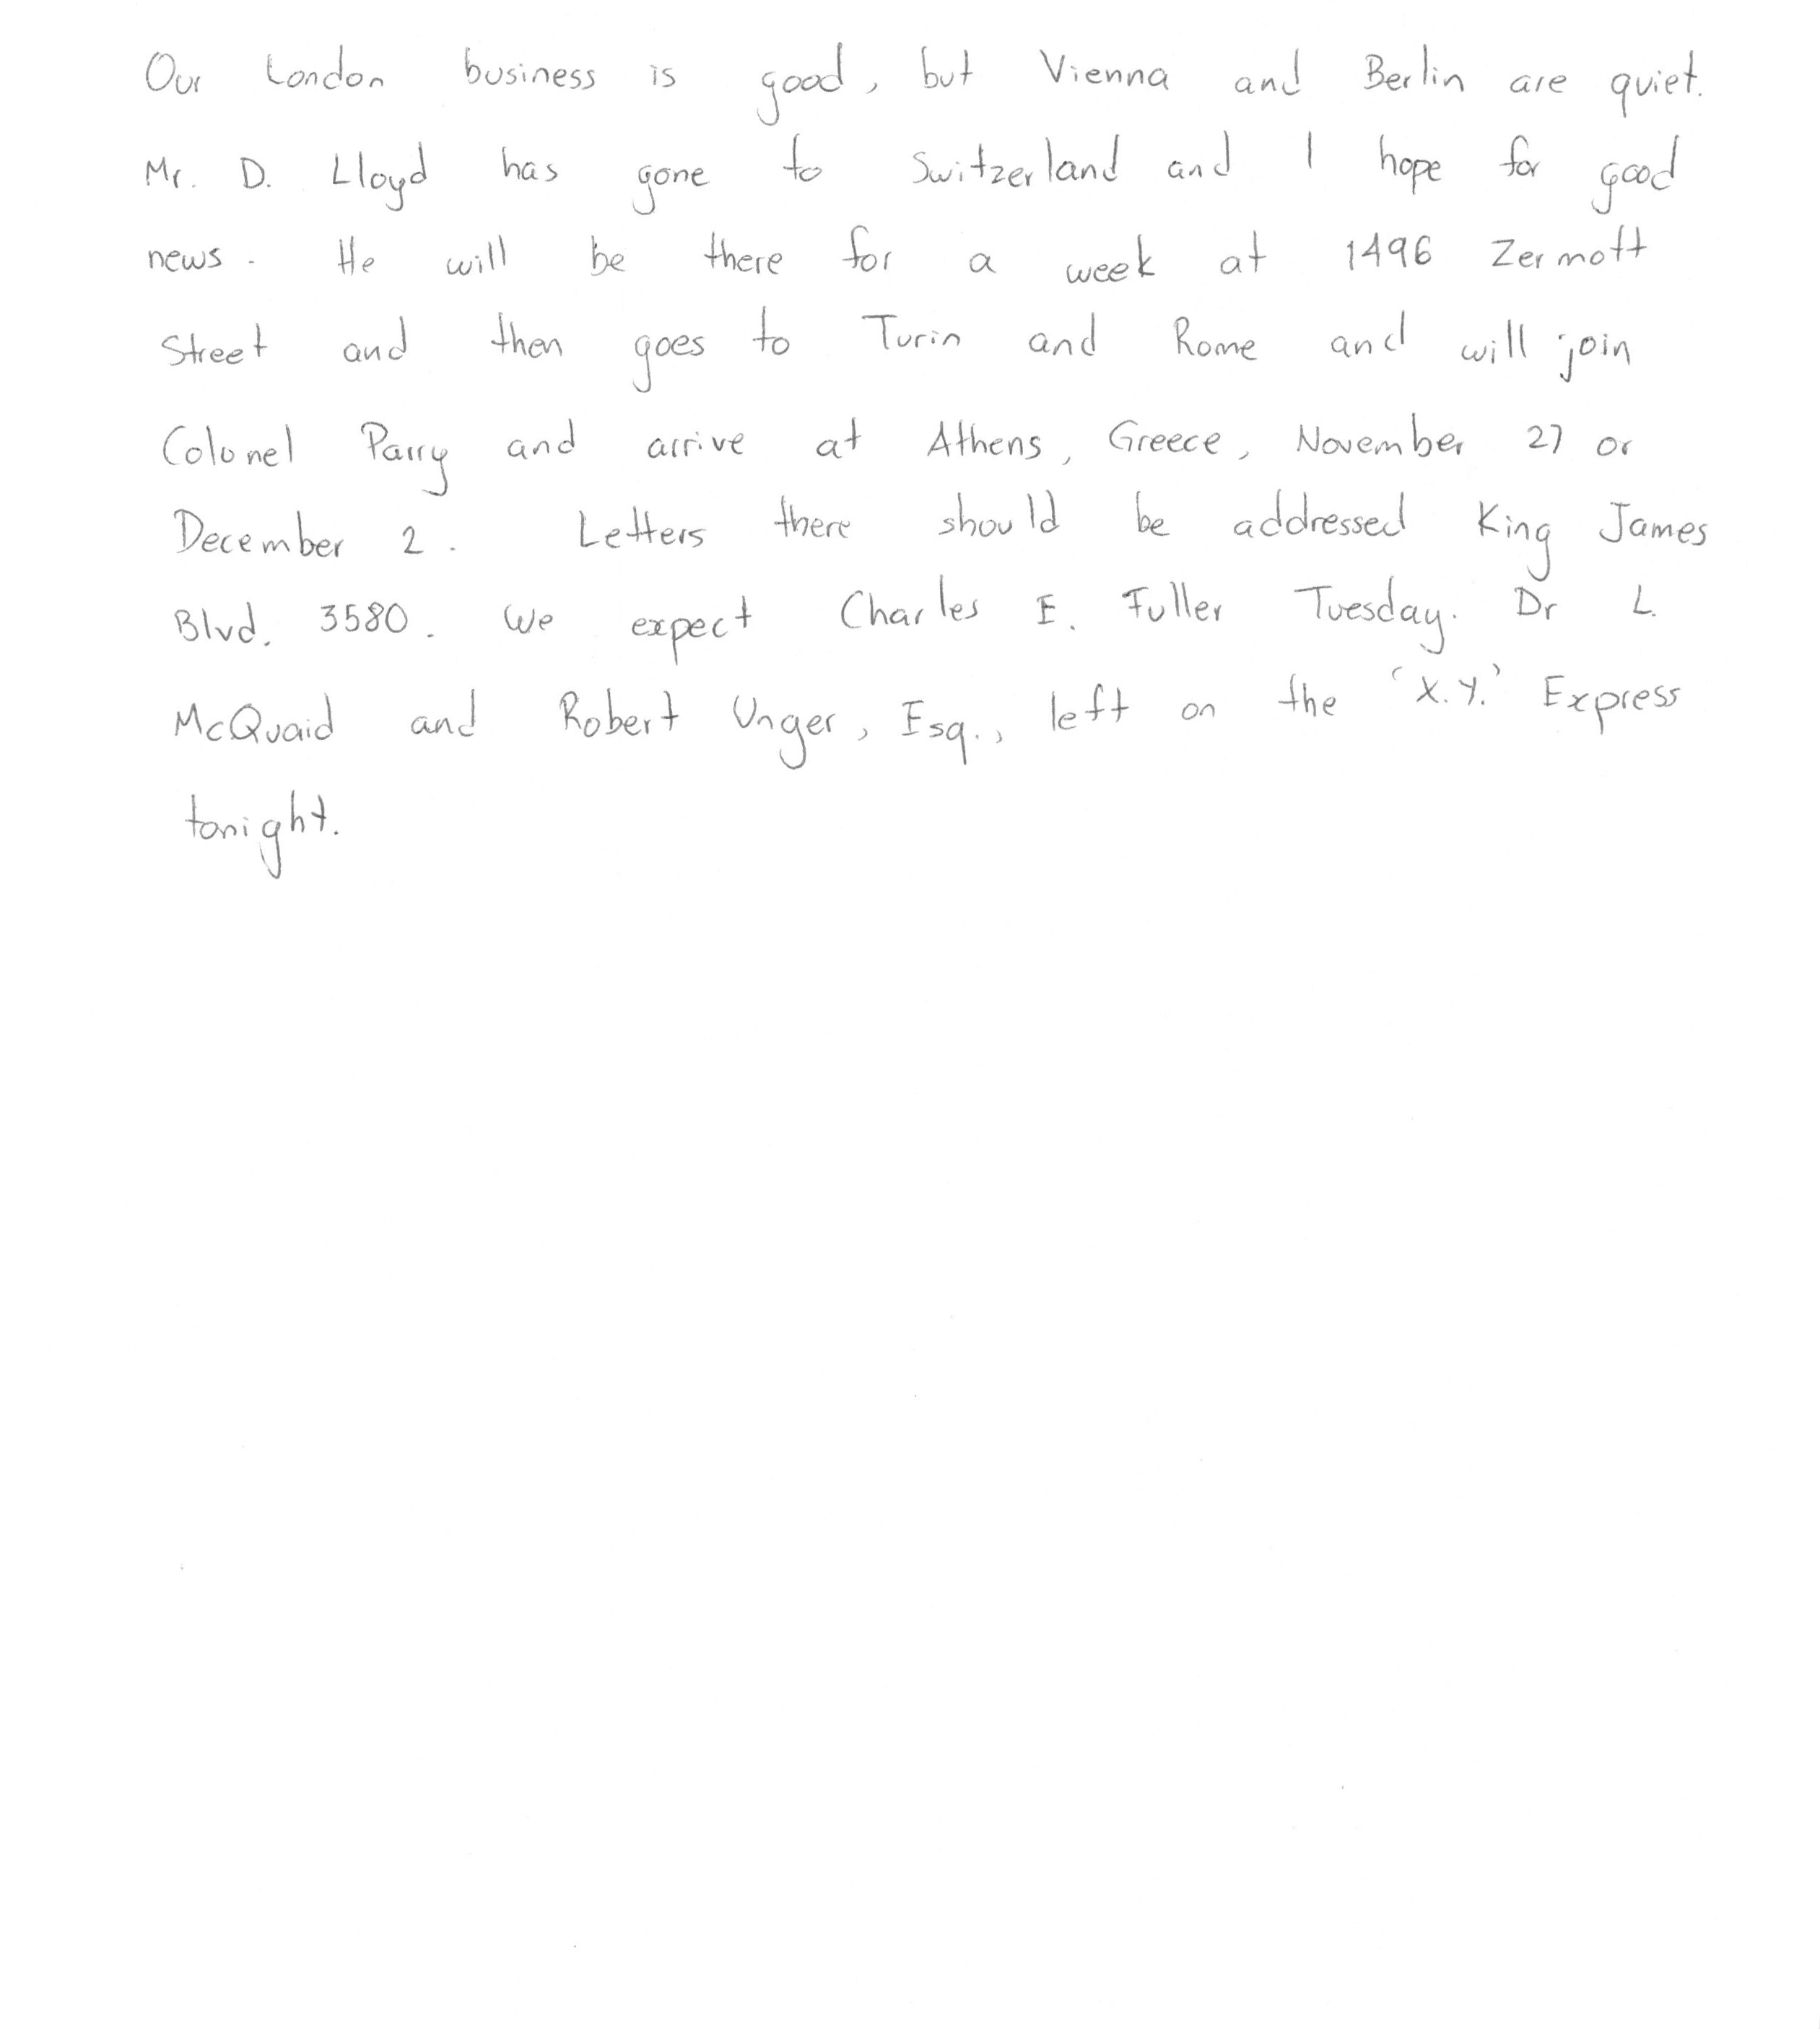 Our London business is good, but Vienna and Berlin are quiet.
Mr. D. Lloyd has gone to Switzerland and I hope for good
news. He will be there for a week at 1496 Zermott
Street and then goes to Turin and Rome and will join
Colonel Parry and arrive at Athens, Greece, November 27 or
December 2. Letters there should be addressed King James
Blvd. 3580. We expect Charles E. Fuller Tuesday. Dr L.
McQuaid and Robert Unger, Esq., left on the 'X.Y.' Express
tonight.